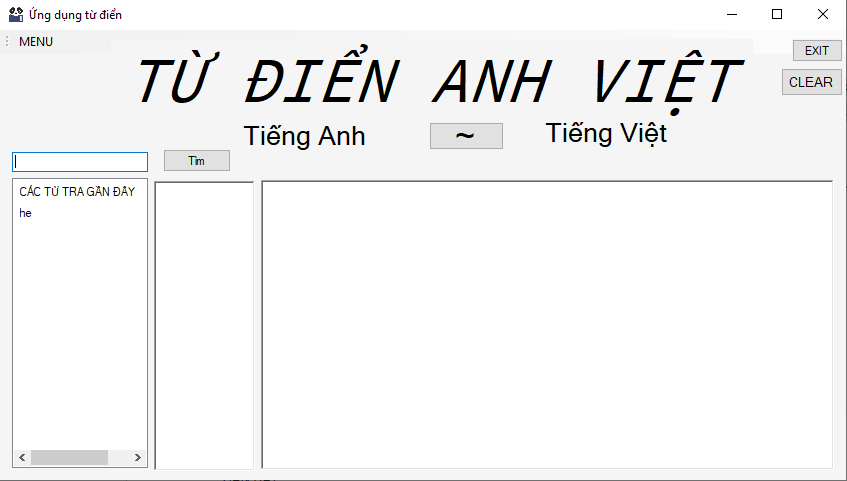 Ứng dụng từ điển
MENU
EXIT
TỪ ĐIỂN ANH VIỆT
CLEAR
Tiếng Anh
~
Tiếng Việt
Tìm
CÁC TỪ TRA GẦN ĐÂY
he